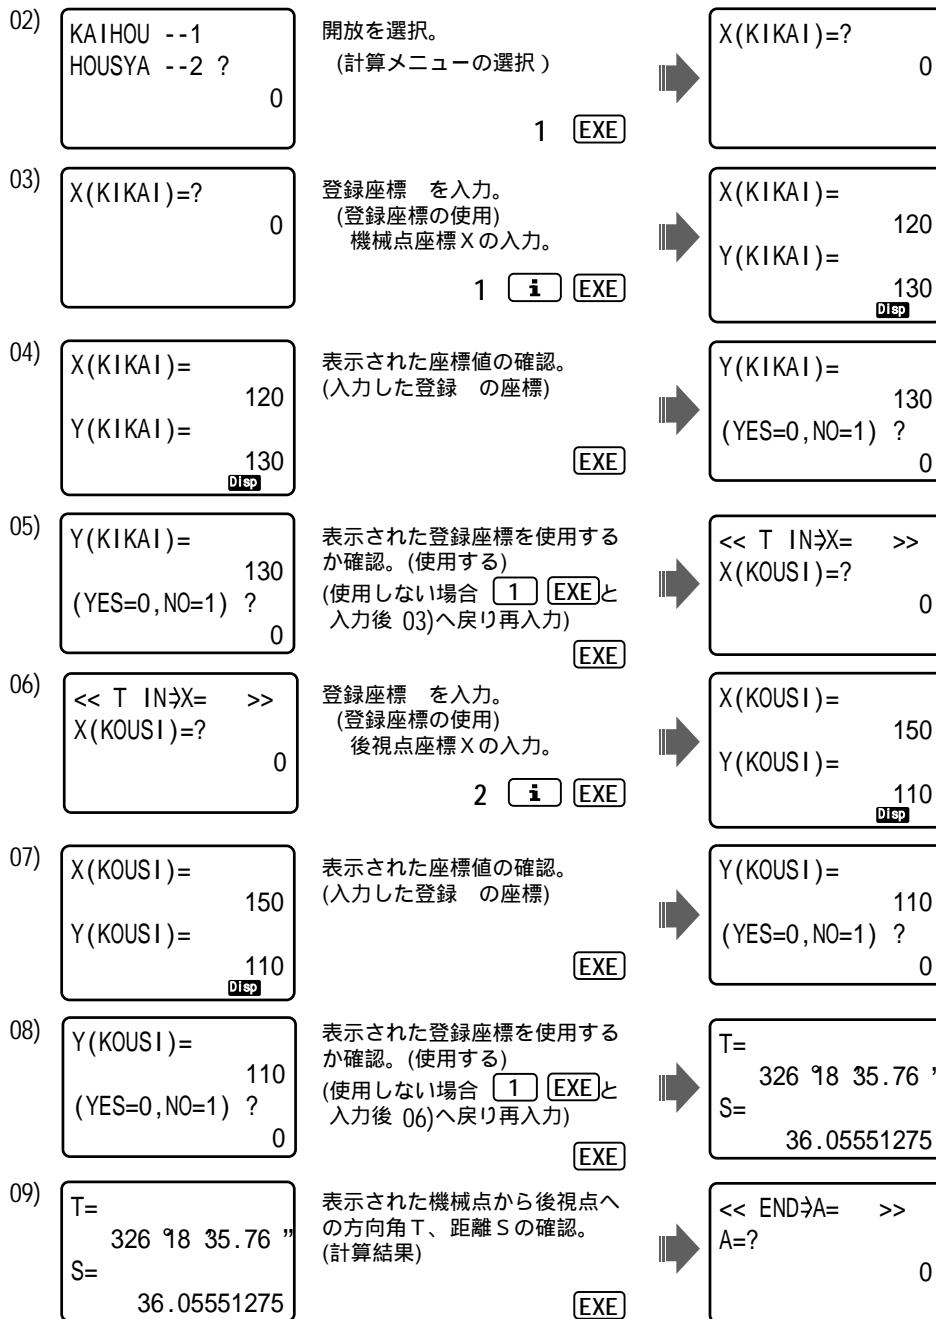 02)
KAIHOU --1
HOUSYA --2 ?
0
開放を選択。
(計算メニューの選択 )
1 EXE
X(KIKAI)=?
0
03)
X(KIKAI)=?
0
登録座標　を入力。
(登録座標の使用)
機械点座標Xの入力。
1 i EXE
X(KIKAI)=
120
Y(KIKAI)=
130
Disp
04)
X(KIKAI)=
120
Y(KIKAI)=
130
Disp
表示された座標値の確認。
(入力した登録　の座標)
EXE
Y(KIKAI)=
130
(YES=0,NO=1) ?
0
05)
Y(KIKAI)=
130
(YES=0,NO=1) ?
0
表示された登録座標を使用する
か確認。(使用する)
(使用しない場合 1 EXE と
入力後 03)へ戻り再入力)
EXE
<< T IN⇒X= >>
X(KOUSI)=?
0
06)
<< T IN⇒X= >>
X(KOUSI)=?
0
登録座標　を入力。
(登録座標の使用)
後視点座標Xの入力。
2 i EXE
X(KOUSI)=
150
Y(KOUSI)=
110
Disp
07)
X(KOUSI)=
150
Y(KOUSI)=
110
Disp
表示された座標値の確認。
(入力した登録　の座標)
EXE
Y(KOUSI)=
110
(YES=0,NO=1) ?
0
08)
Y(KOUSI)=
110
(YES=0,NO=1) ?
0
表示された登録座標を使用する
か確認。(使用する)
(使用しない場合 1 EXE と
入力後 06)へ戻り再入力)
EXE
T=
326°18'35.76"
S=
36.05551275
09)
T=
326°18'35.76"
S=
36.05551275
表示された機械点から後視点へ
の方向角T、距離Sの確認。
(計算結果)
EXE
<< END⇒A= >>
A=?
0